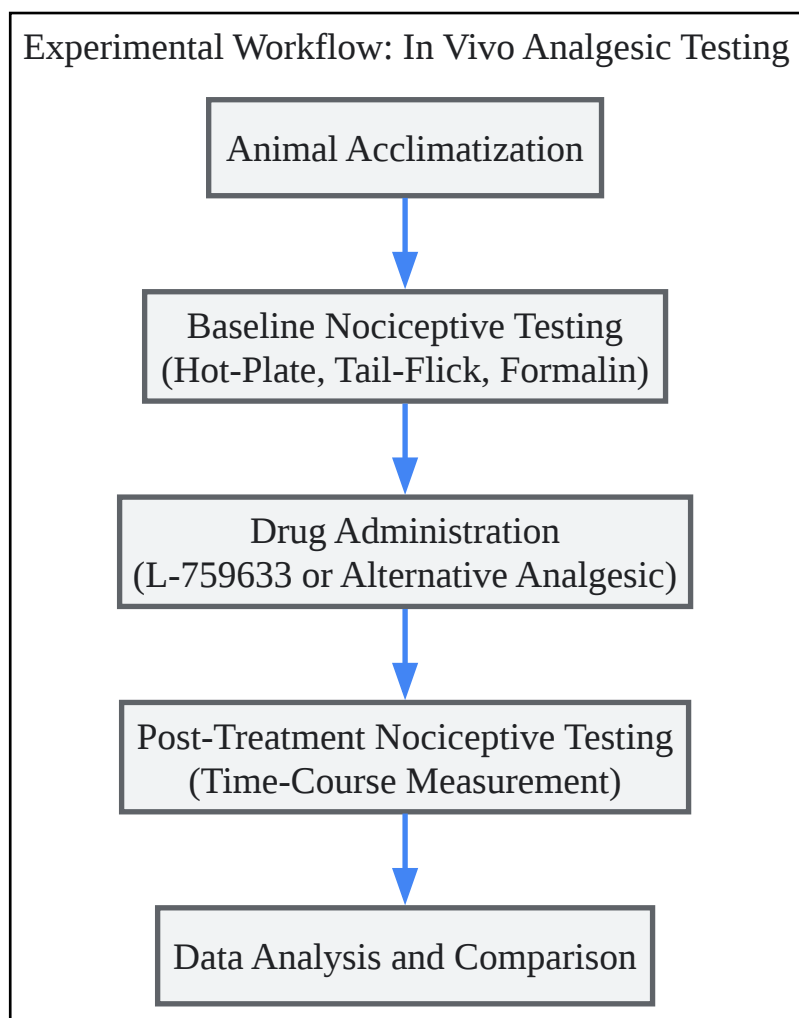 Experimental Workflow: In Vivo Analgesic Testing
Animal Acclimatization
Baseline Nociceptive Testing
(Hot-Plate, Tail-Flick, Formalin)
Drug Administration
(L-759633 or Alternative Analgesic)
Post-Treatment Nociceptive Testing
(Time-Course Measurement)
Data Analysis and Comparison